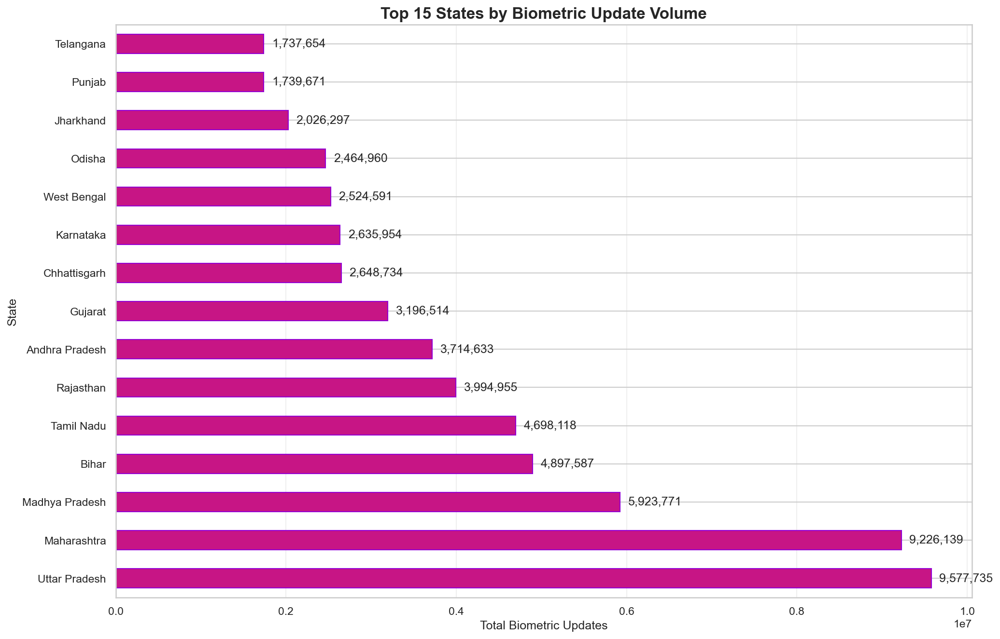 Top 15 States by Biometric Update Volume
Telangana 1,737,654
Punjab 1,739,671
Jharkhand 2,026,297
Odisha 2,464,960
West Bengal 2,524,591
Karnataka 2,635,954
Chhattisgarh 2,648,734
Gujarat 3,196,514
Andhra Pradesh 3,714,633
Rajasthan 3,994,955
Tamil Nadu 4,698,118
Bihar 4,897,587
Madhya Pradesh 5,923,771
Maharashtra 9,226,139
Uttar Pradesh 9,577,735
State
0.0 0.2 0.4 0.6 0.8 1.0
1e7
Total Biometric Updates